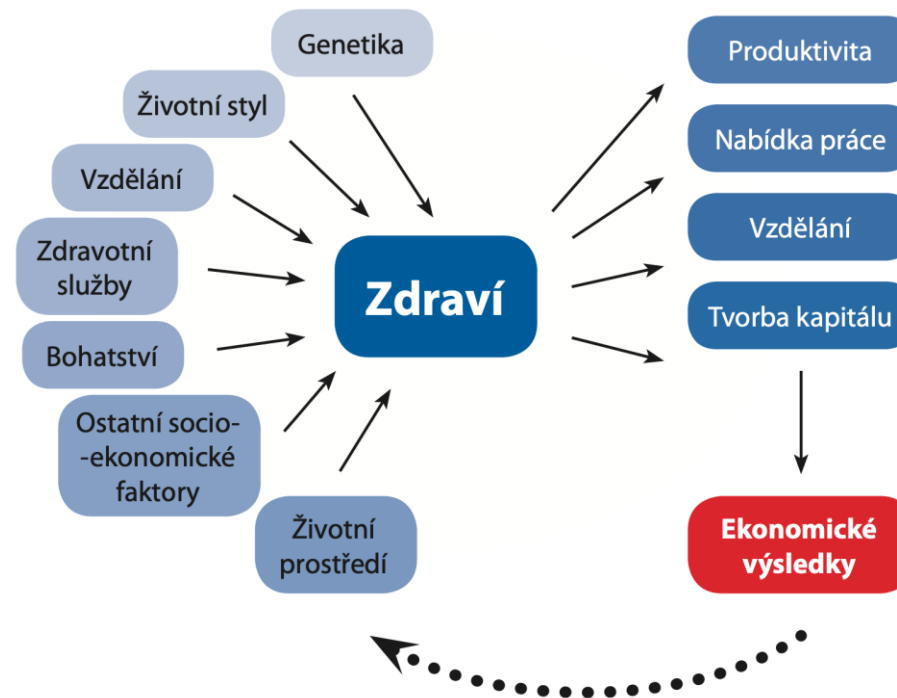 Genetika
Životní styl
Vzdělání
Zdravotní
služby
Bohatství
Ostatní socio-
-ekonomické
faktory
Životní
prostředí
Zdraví
Produktivita
Nabídka práce
Vzdělání
Tvorba kapitálu
Ekonomické
výsledky